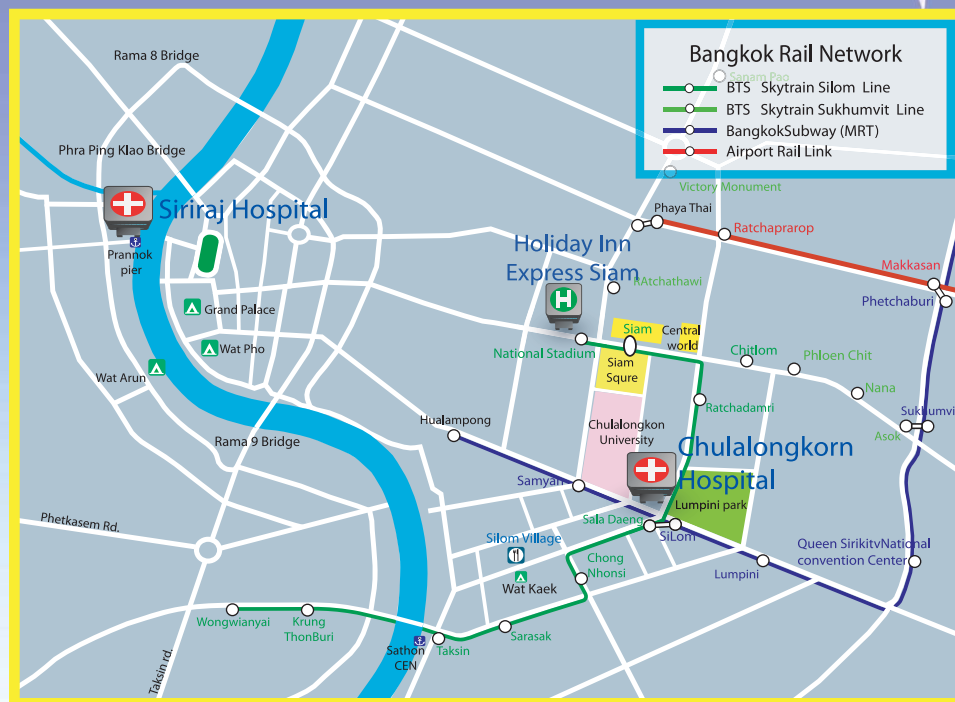 Bangkok Rail Network
Sanam Pao
BTS Skytrain Silom Line
BTS Skytrain Sukhumvit Line
BangkokSubway (MRT)
Airport Rail Link
Rama 8 Bridge
Phra Ping Klao Bridge
Victory Monument
Siriraj Hospital
Phaya Thai
Ratchaprarop
Prannok
pier
Holiday Inn
Express Siam
Makkasan
Phetchaburi
Grand Palace
H
Siam
Central
world
National Stadium
Wat Pho
Siam
Squre
Chitlom
Phloen Chit
Wat Arun
Nana
Ratchadamri
Hualampong
Sukhumvi
Asok
Rama 9 Bridge
Chulalongkon
University
Chulalongkorn
Hospital
Samyan
Lumpini park
Phetkasem Rd.
Sala Daeng
SiLom
Silom Village
Queen SirikitvNational
convention Center
Chong
Nhonsi
Lumpini
Wat Kaek
Wongwianyai
Krung
ThonBuri
Sarasak
Sathon
CEN
Taksin
Taksin rd.